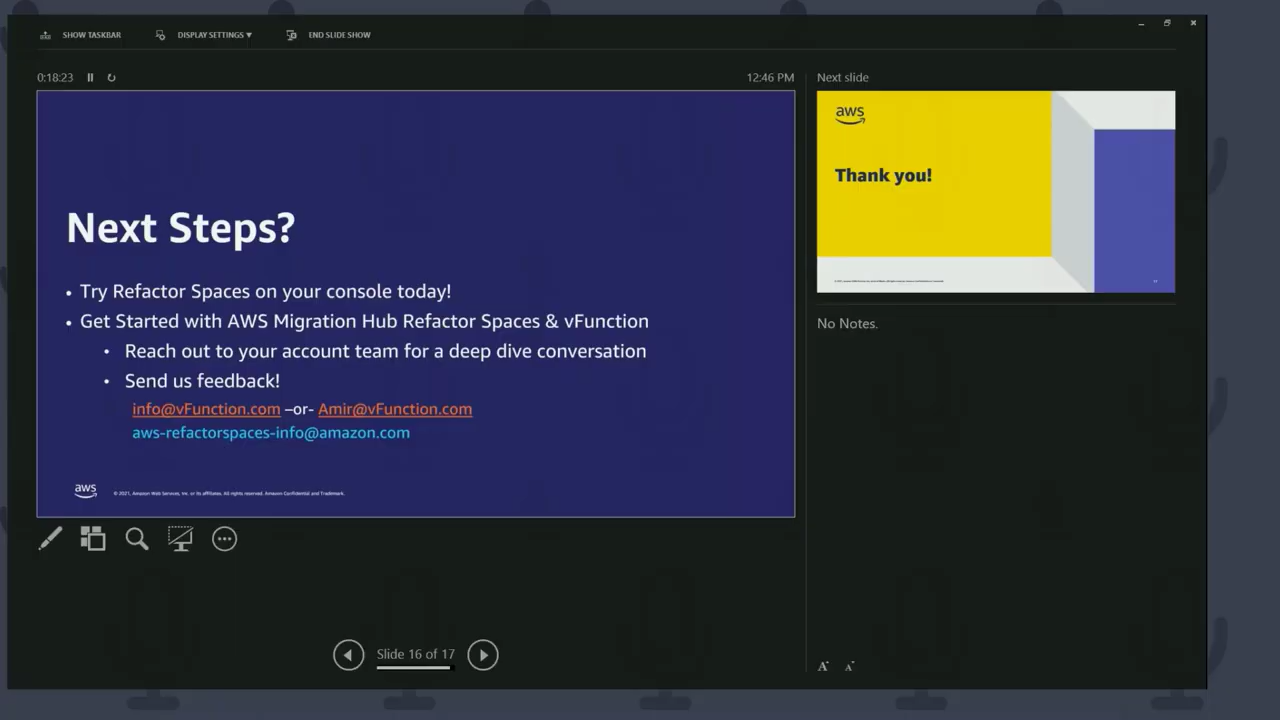 SHOW TASKBAR
DISPLAY SETTINGS ▾
END SLIDE SHOW
0:18:23
12:46 PM
Next Steps?
• Try Refactor Spaces on your console today!
• Get Started with AWS Migration Hub Refactor Spaces & vFunction
• Reach out to your account team for a deep dive conversation
• Send us feedback!
info@vFunction.com –or- Amir@vFunction.com
aws-refactorspaces-info@amazon.com
aws
© 2021, Amazon Web Services, Inc. or its affiliates. All rights reserved. Amazon Confidential and Trademark.
Slide 16 of 17
Next slide
aws
Thank you!
17
No Notes.
A A